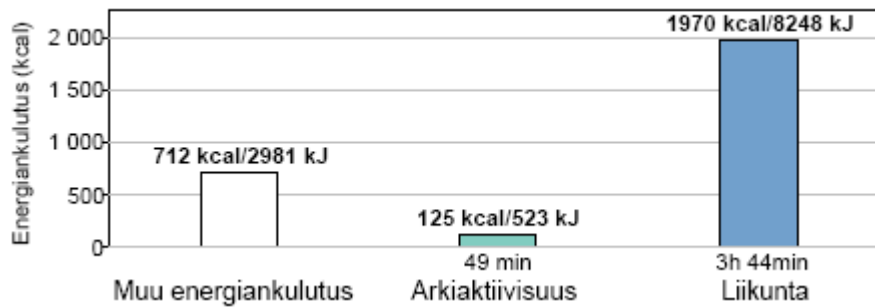 Energiankulutus (kcal)
2 000
1 500
1 000
500
0
712 kcal/2981 kJ
125 kcal/523 kJ
1970 kcal/8248 kJ
49 min
3h 44min
Muu energiankulutus
Arkiaktiivisuus
Liikunta